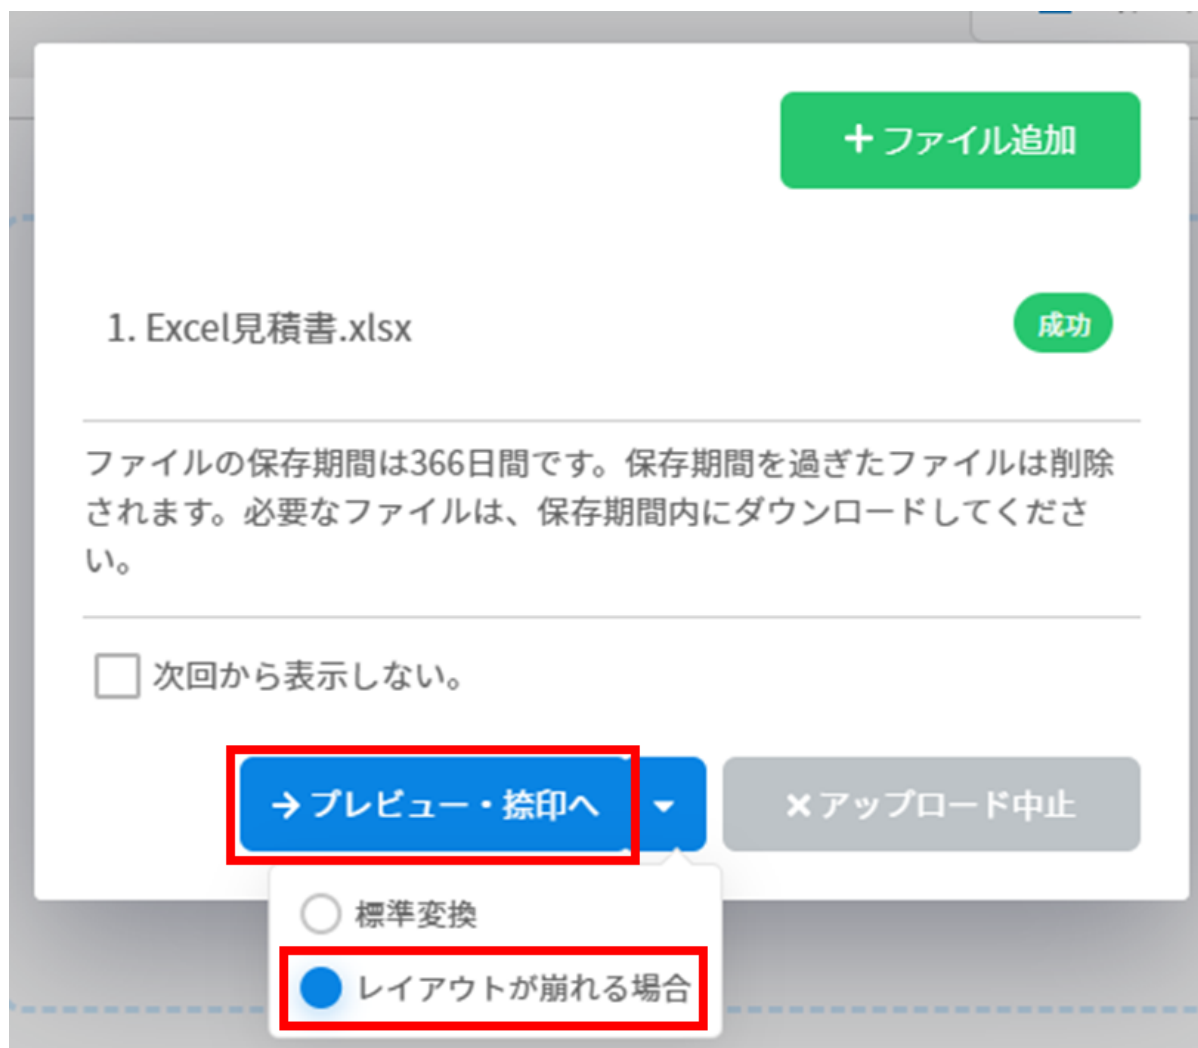 +ファイル追加
1. Excel見積書.xlsx
成功
ファイルの保存期間は366日間です。保存期間を過ぎたファイルは削除
されます。必要なファイルは、保存期間内にダウンロードしてくださ
い。
次回から表示しない。
→プレビュー・捺印へ
×アップロード中止
標準変換
レイアウトが崩れる場合